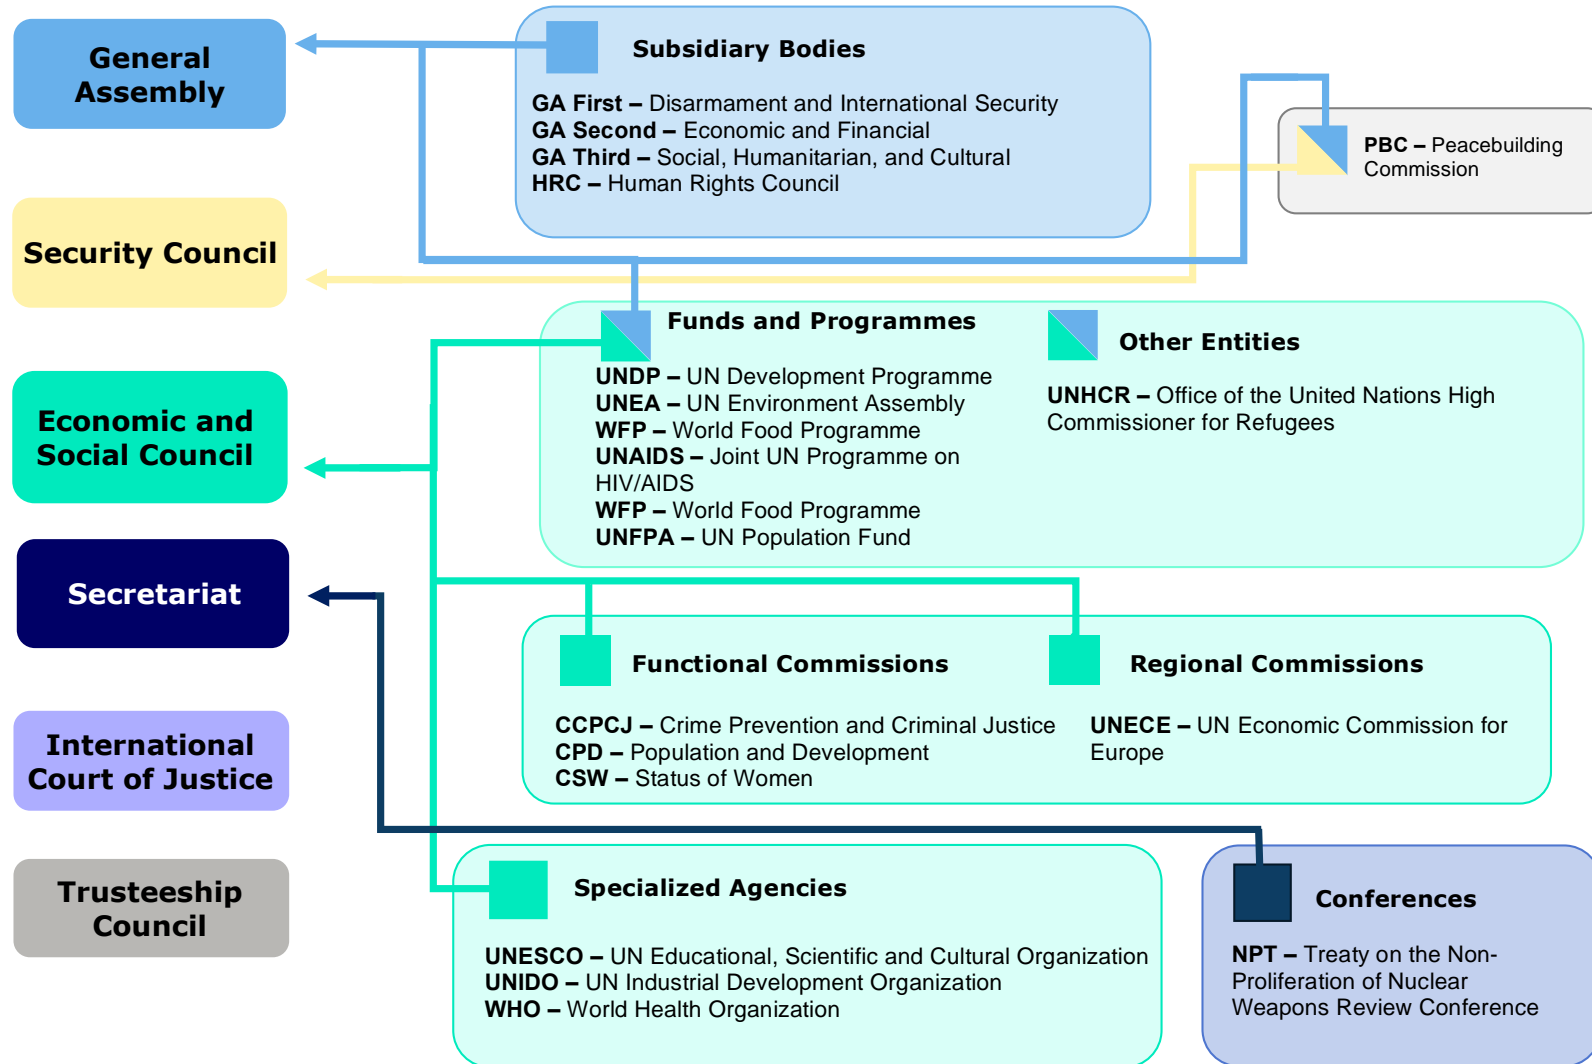 General
Assembly
Subsidiary Bodies
GA First – Disarmament and International Security
GA Second – Economic and Financial
GA Third – Social, Humanitarian, and Cultural
HRC – Human Rights Council
PBC – Peacebuilding
Commission
Security Council
Funds and Programmes
UNDP – UN Development Programme
UNEA – UN Environment Assembly
WFP – World Food Programme
UNAIDS – Joint UN Programme on
HIV/AIDS
WFP – World Food Programme
UNFPA – UN Population Fund
Other Entities
UNHCR – Office of the United Nations High
Commissioner for Refugees
Economic and
Social Council
Secretariat
Functional Commissions
CCPCJ – Crime Prevention and Criminal Justice
CPD – Population and Development
CSW – Status of Women
Regional Commissions
UNECE – UN Economic Commission for
Europe
International
Court of Justice
Trusteeship
Council
Specialized Agencies
UNESCO – UN Educational, Scientific and Cultural Organization
UNIDO – UN Industrial Development Organization
WHO – World Health Organization
Conferences
NPT – Treaty on the Non-
Proliferation of Nuclear
Weapons Review Conference